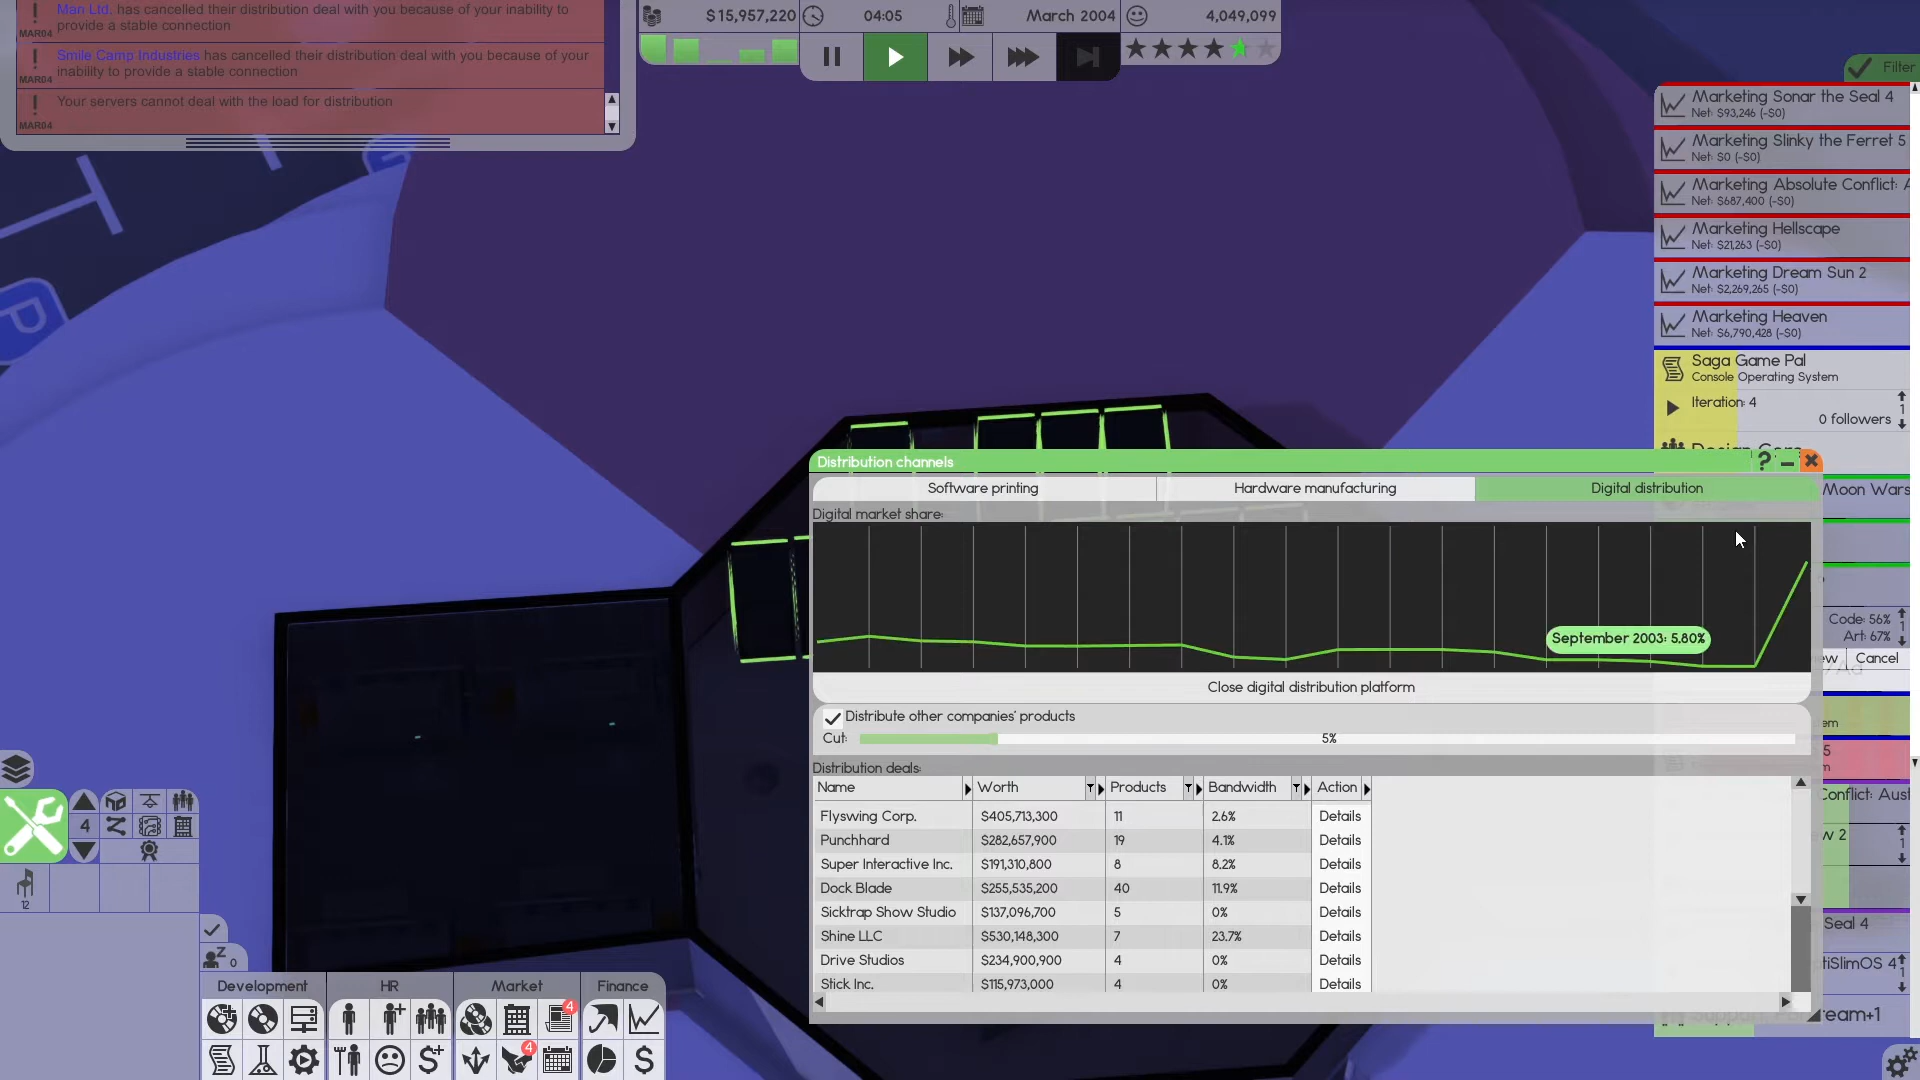 Man Ltd. has cancelled their distribution deal with you because of your inability to
provide a stable connection
MAR04
Smile Camp Industries has cancelled their distribution deal with you because of your
inability to provide a stable connection
MAR04
Your servers cannot deal with the load for distribution
MAR04
$15,957,220
04:05
March 2004
4,049,099
Filter
Marketing Sonar the Seal 4
Net: $93,246 (-$0)
Marketing Slinky the Ferret 5
Net: $0 (-$0)
Marketing Absolute Conflict: A
Net: $687,400 (-$0)
Marketing Hellscape
Net: $21,263 (-$0)
Marketing Dream Sun 2
Net: $2,269,265 (-$0)
Marketing Heaven
Net: $6,790,428 (-$0)
Saga Game Pal
Console Operating System
Iteration: 4
1
0 followers
Moon Wars
Code: 56%
Art: 67%
1
ew
Cancel
em
5
m
Conflict: Aust
w 2
1
Seal 4
tiSlimOS 4
1
ream+1
Distribution channels
?
Software printing
Hardware manufacturing
Digital distribution
Digital market share:
September 2003: 5.80%
Close digital distribution platform
Distribute other companies' products
Cut:
5%
Distribution deals:
Name Worth Products Bandwidth Action
Flyswing Corp. $405,713,300 11 2.6% Details
Punchhard $282,657,900 19 4.1% Details
Super Interactive Inc. $191,310,800 8 8.2% Details
Dock Blade $255,535,200 40 11.9% Details
Sicktrap Show Studio $137,096,700 5 0% Details
Shine LLC $530,148,300 7 23.7% Details
Drive Studios $234,900,900 4 0% Details
Stick Inc. $115,973,000 4 0% Details
4
12
0
Development
HR
Market
Finance
4
4